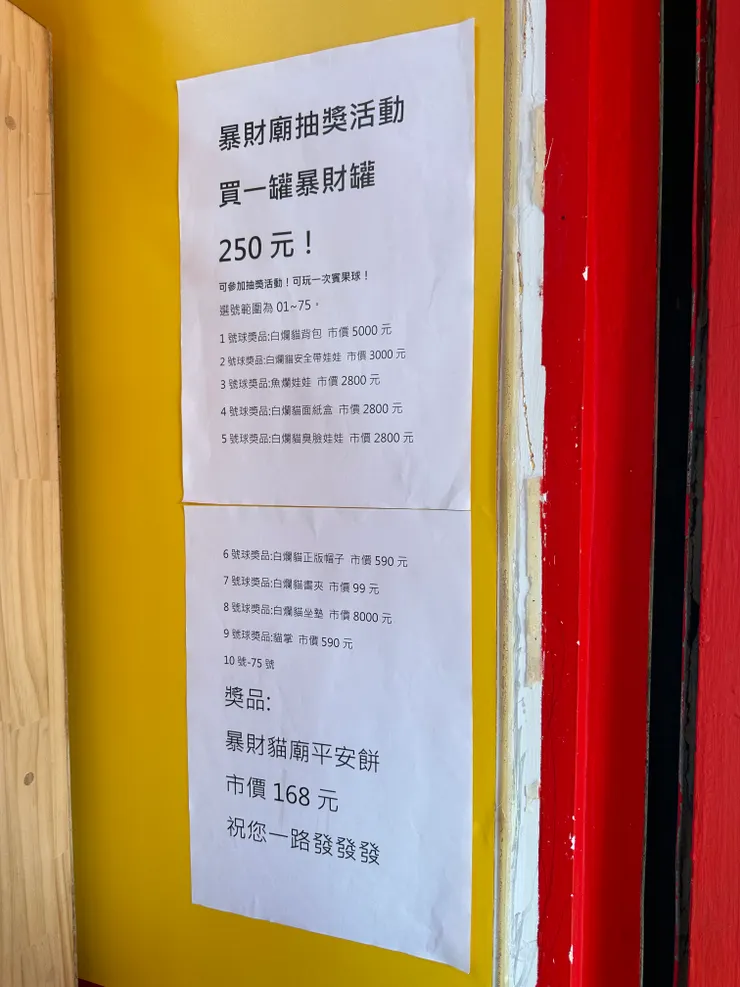 暴財廟抽獎活動
買一罐暴財罐
250 元！
可參加抽獎活動！可玩一次賓果球！
選號範圍為 01~75。
1 號球獎品:白爛貓背包 市價 5000 元
2 號球獎品:白爛貓安全帶娃娃 市價 3000 元
3 號球獎品:魚爛娃娃 市價 2800 元
4 號球獎品:白爛貓面紙盒 市價 2800 元
5 號球獎品:白爛貓臭臉娃娃 市價 2800 元
6 號球獎品:白爛貓正版帽子 市價 590 元
7 號球獎品:白爛貓畫夾 市價 99 元
8 號球獎品:白爛貓坐墊 市價 8000 元
9 號球獎品:貓掌 市價 590 元
10 號-75 號
獎品:
暴財貓廟平安餅
市價 168 元
祝您一路發發發